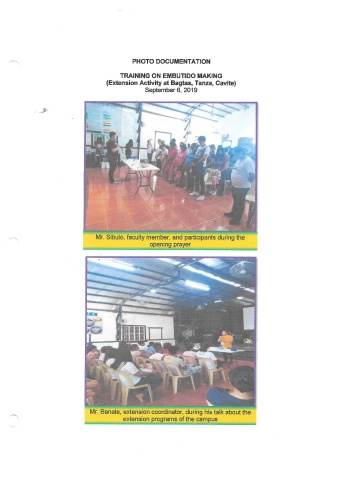 PHOTO DOCUMENTATION
TRAINING ON EMBUTIDO MAKING
(Extension Activity at Bagtas, Tanza, Cavite)
September 6, 2019
Mr. Sibulo, faculty member, and participants during the
opening prayer
UES
Mr. Banate, extension coordinator, during his talk about the
extension programs of the campus